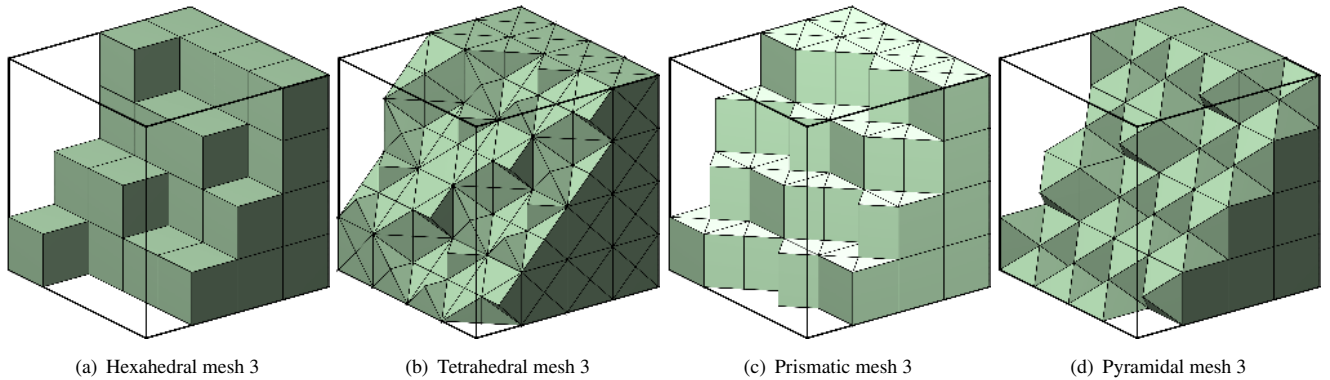 (a) Hexahedral mesh 3
(b) Tetrahedral mesh 3
(c) Prismatic mesh 3
(d) Pyramidal mesh 3